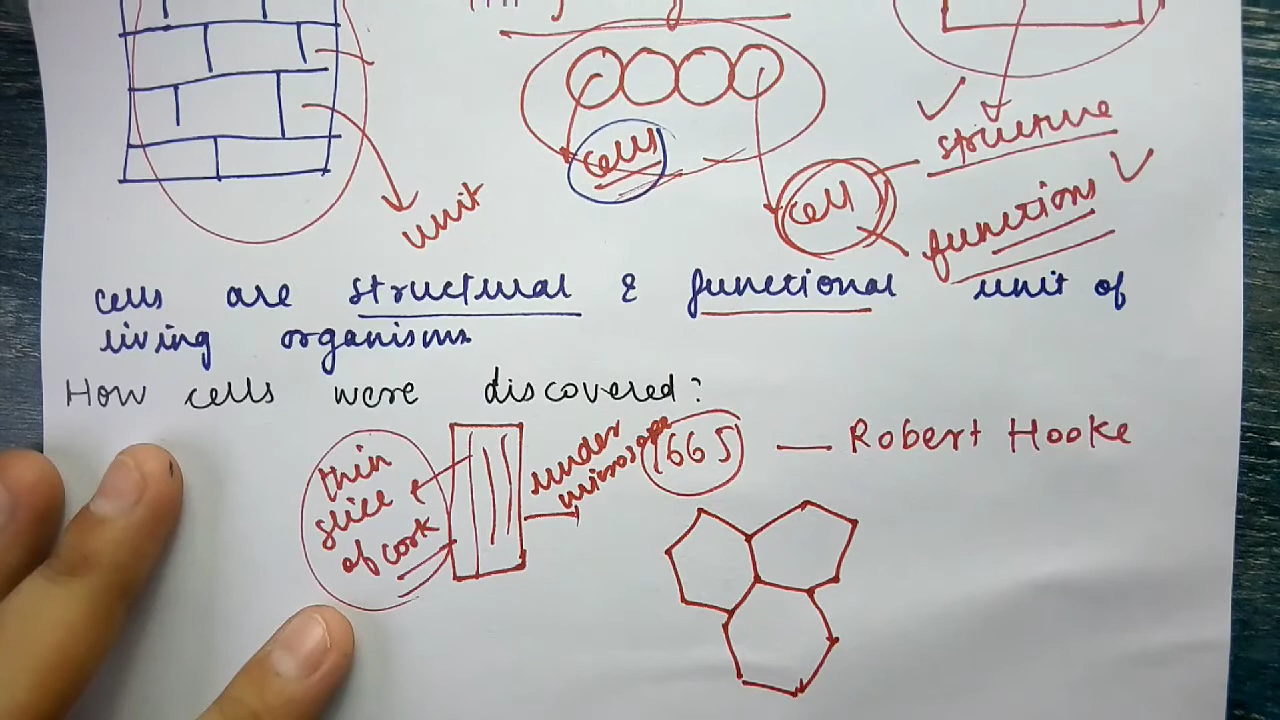 cells
structure
cell
functions
unit
cells are structural & functional unit of
living organisms
How cells were discovered?
thin
slice
of cork
under
microscope
1665 — Robert Hooke